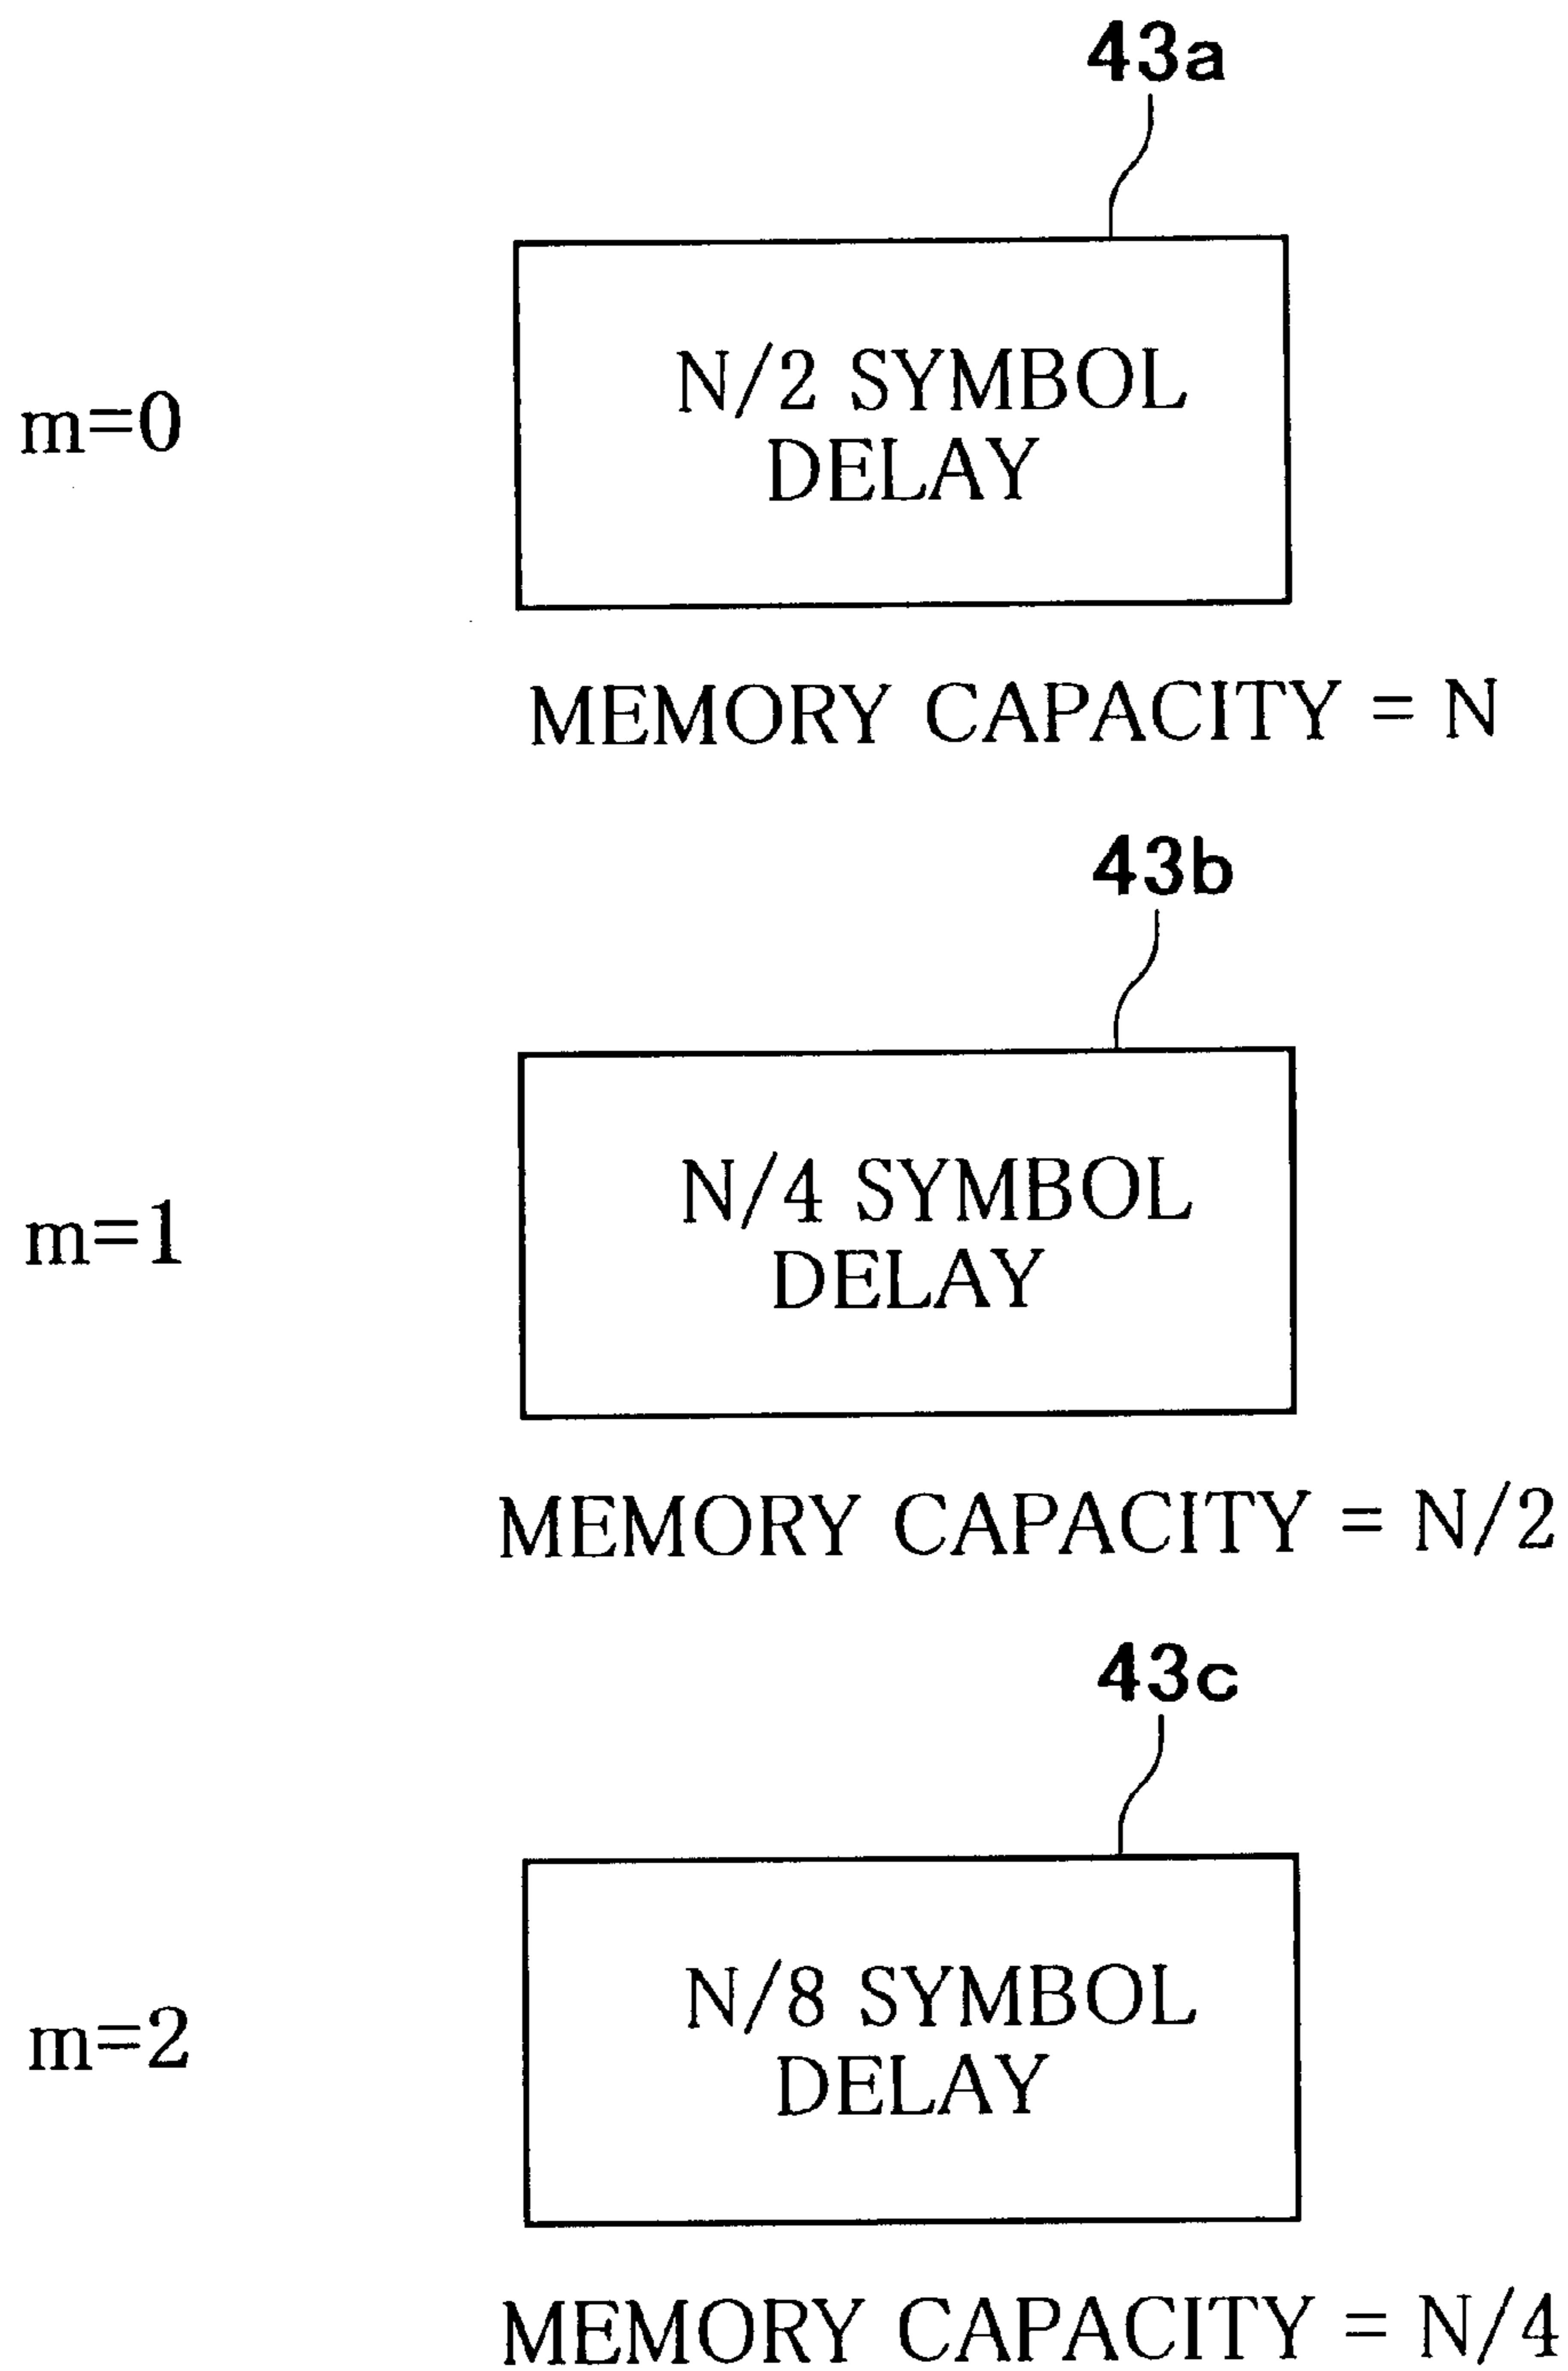 43a
m=0
N/2 SYMBOL
DELAY
MEMORY CAPACITY = N
43b
m=1
N/4 SYMBOL
DELAY
MEMORY CAPACITY = N/2
43c
m=2
N/8 SYMBOL
DELAY
MEMORY CAPACITY = N/4